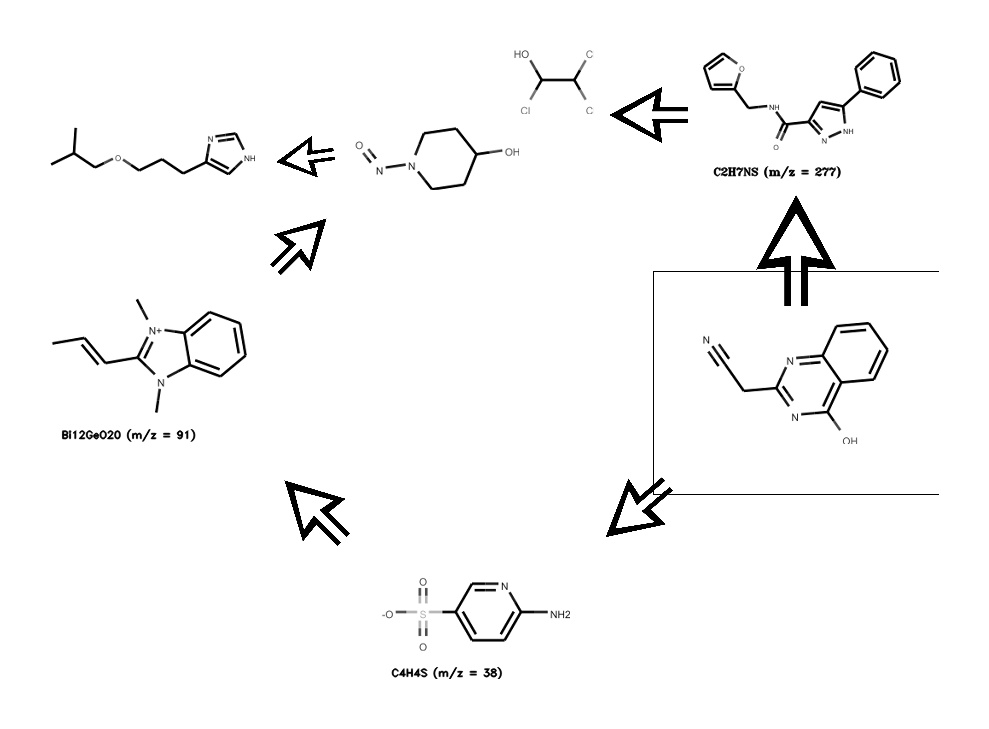 HO
C
Cl
C
O
NH
O
N
NH
C2H7NS (m/z = 277)
N
O
NH
O
N
N
OH
N
N
N
OH
N+
N
Bi12GeO20 (m/z = 91)
O
-O
S
O
N
NH2
C4H4S (m/z = 38)